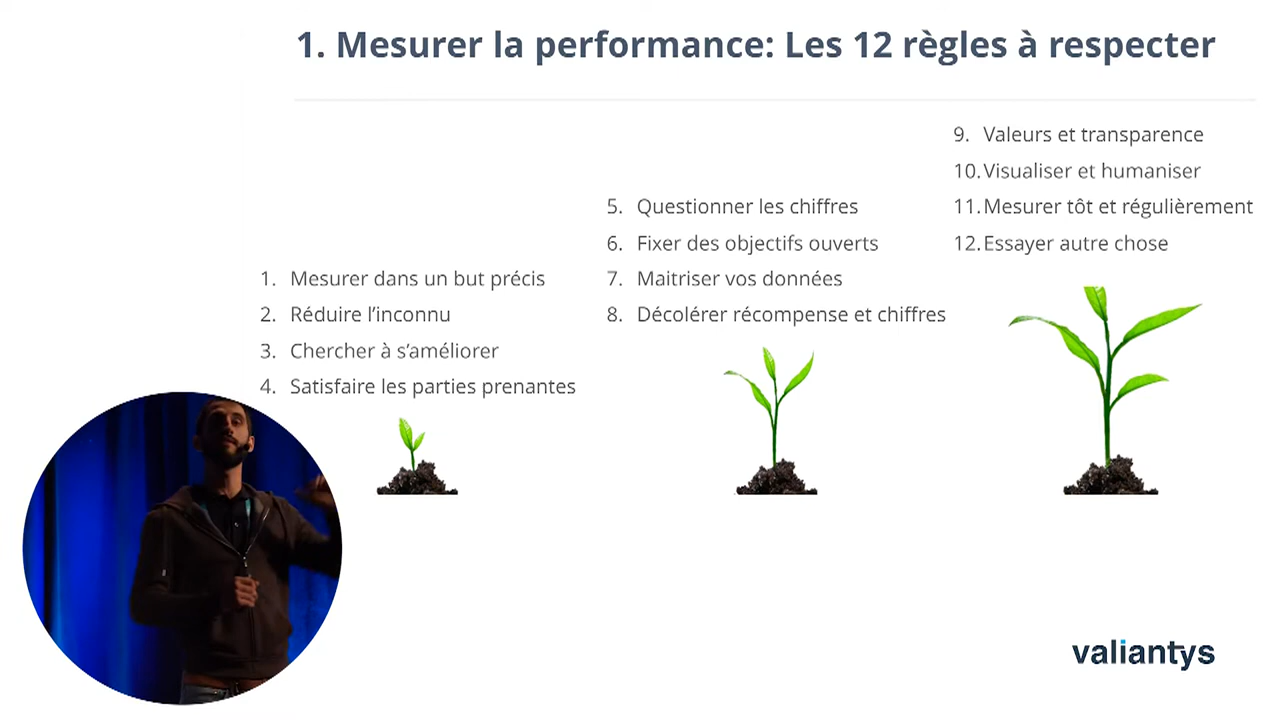 1. Mesurer la performance: Les 12 règles à respecter
1. Mesurer dans un but précis
2. Réduire l’inconnu
3. Chercher à s’améliorer
4. Satisfaire les parties prenantes
5. Questionner les chiffres
6. Fixer des objectifs ouverts
7. Maitriser vos données
8. Décolérer récompense et chiffres
9. Valeurs et transparence
10. Visualiser et humaniser
11. Mesurer tôt et régulièrement
12. Essayer autre chose
valiantys